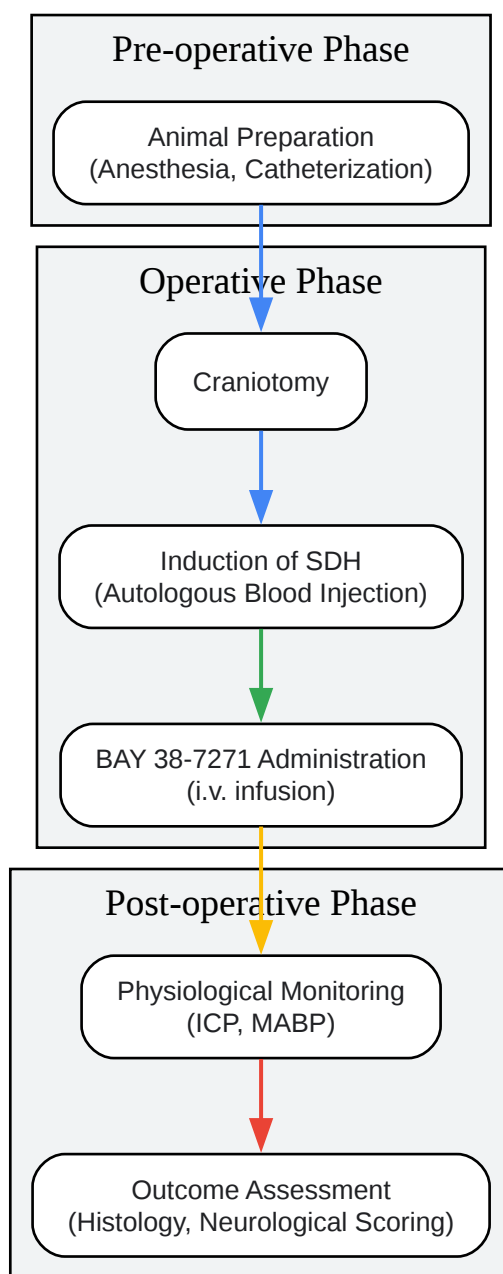 Pre-operative Phase
Animal Preparation
(Anesthesia, Catheterization)
Operative Phase
Craniotomy
Induction of SDH
(Autologous Blood Injection)
BAY 38-7271 Administration
(i.v. infusion)
Post-operative Phase
Physiological Monitoring
(ICP, MABP)
Outcome Assessment
(Histology, Neurological Scoring)